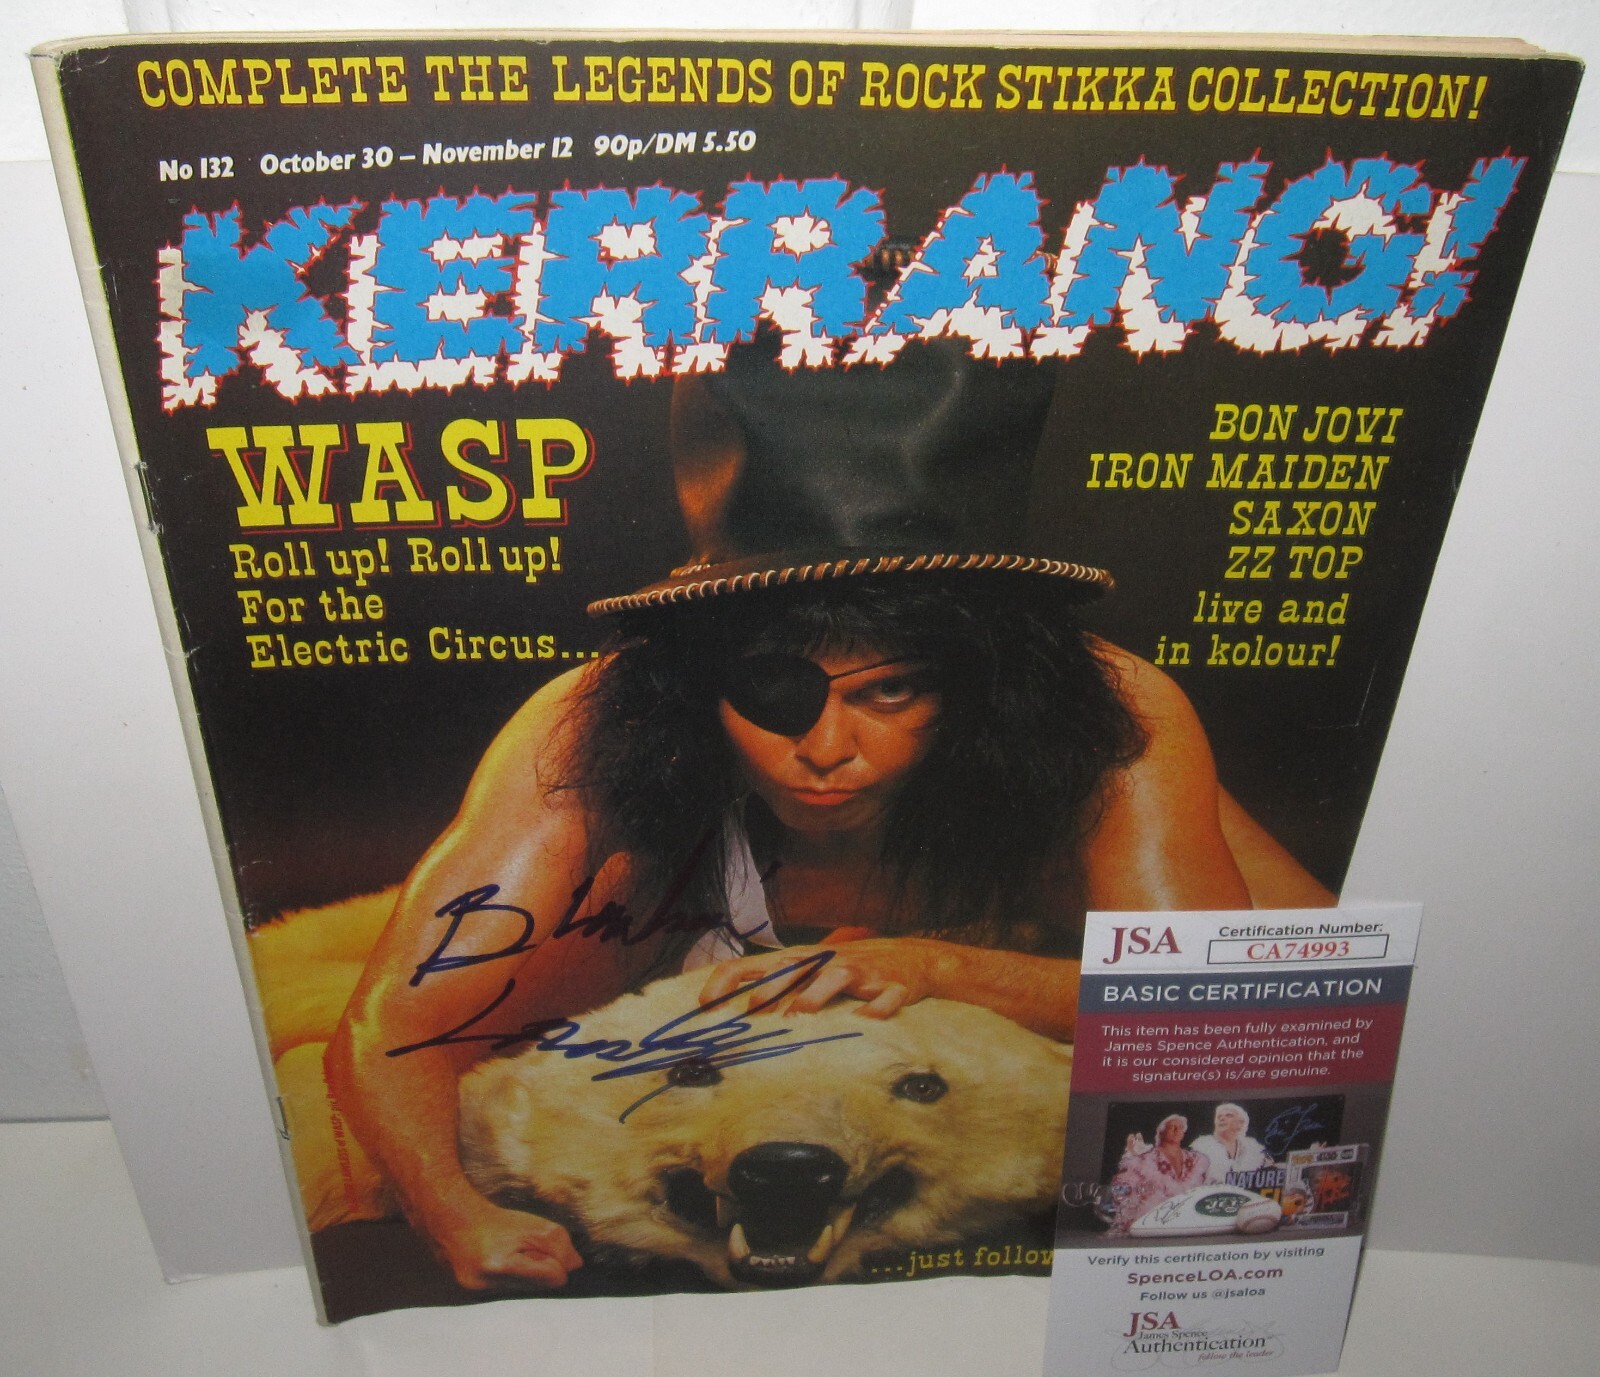 COMPLETE THE LEGENDS OF ROCK STIKKA COLLECTION!
No 132 October 30 – November 12 90p/DM 5.50
KERRANG!
WASP
Roll up! Roll up!
For the
Electric Circus...
BON JOVI
IRON MAIDEN
SAXON
ZZ TOP
live and
in kolour!
...just follow
JSA
Certification Number:
CA74993
BASIC CERTIFICATION
This item has been fully examined by
James Spence Authentication, and
it is our considered opinion that the
signature(s) is/are genuine.
NATURE
JETS
Verify this certification by visiting
SpenceLOA.com
Follow us @jsaloa
JSA
James Spence
Authentication
follow the leader